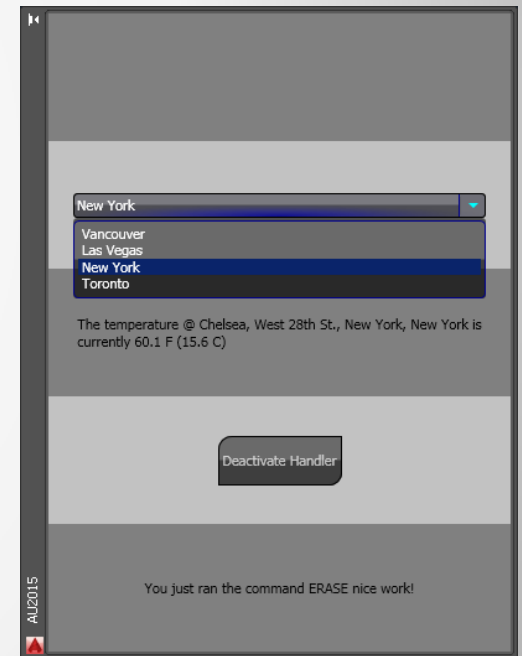 New York
Vancouver
Las Vegas
New York
Toronto
The temperature @ Chelsea, West 28th St., New York, New York is
currently 60.1 F (15.6 C)
Deactivate Handler
You just ran the command ERASE nice work!
AU2015